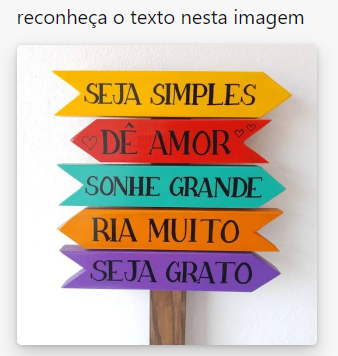 reconheça o texto nesta imagem
SEJA SIMPLES
DÊ AMOR
SONHE GRANDE
RIA MUITO
SEJA GRATO